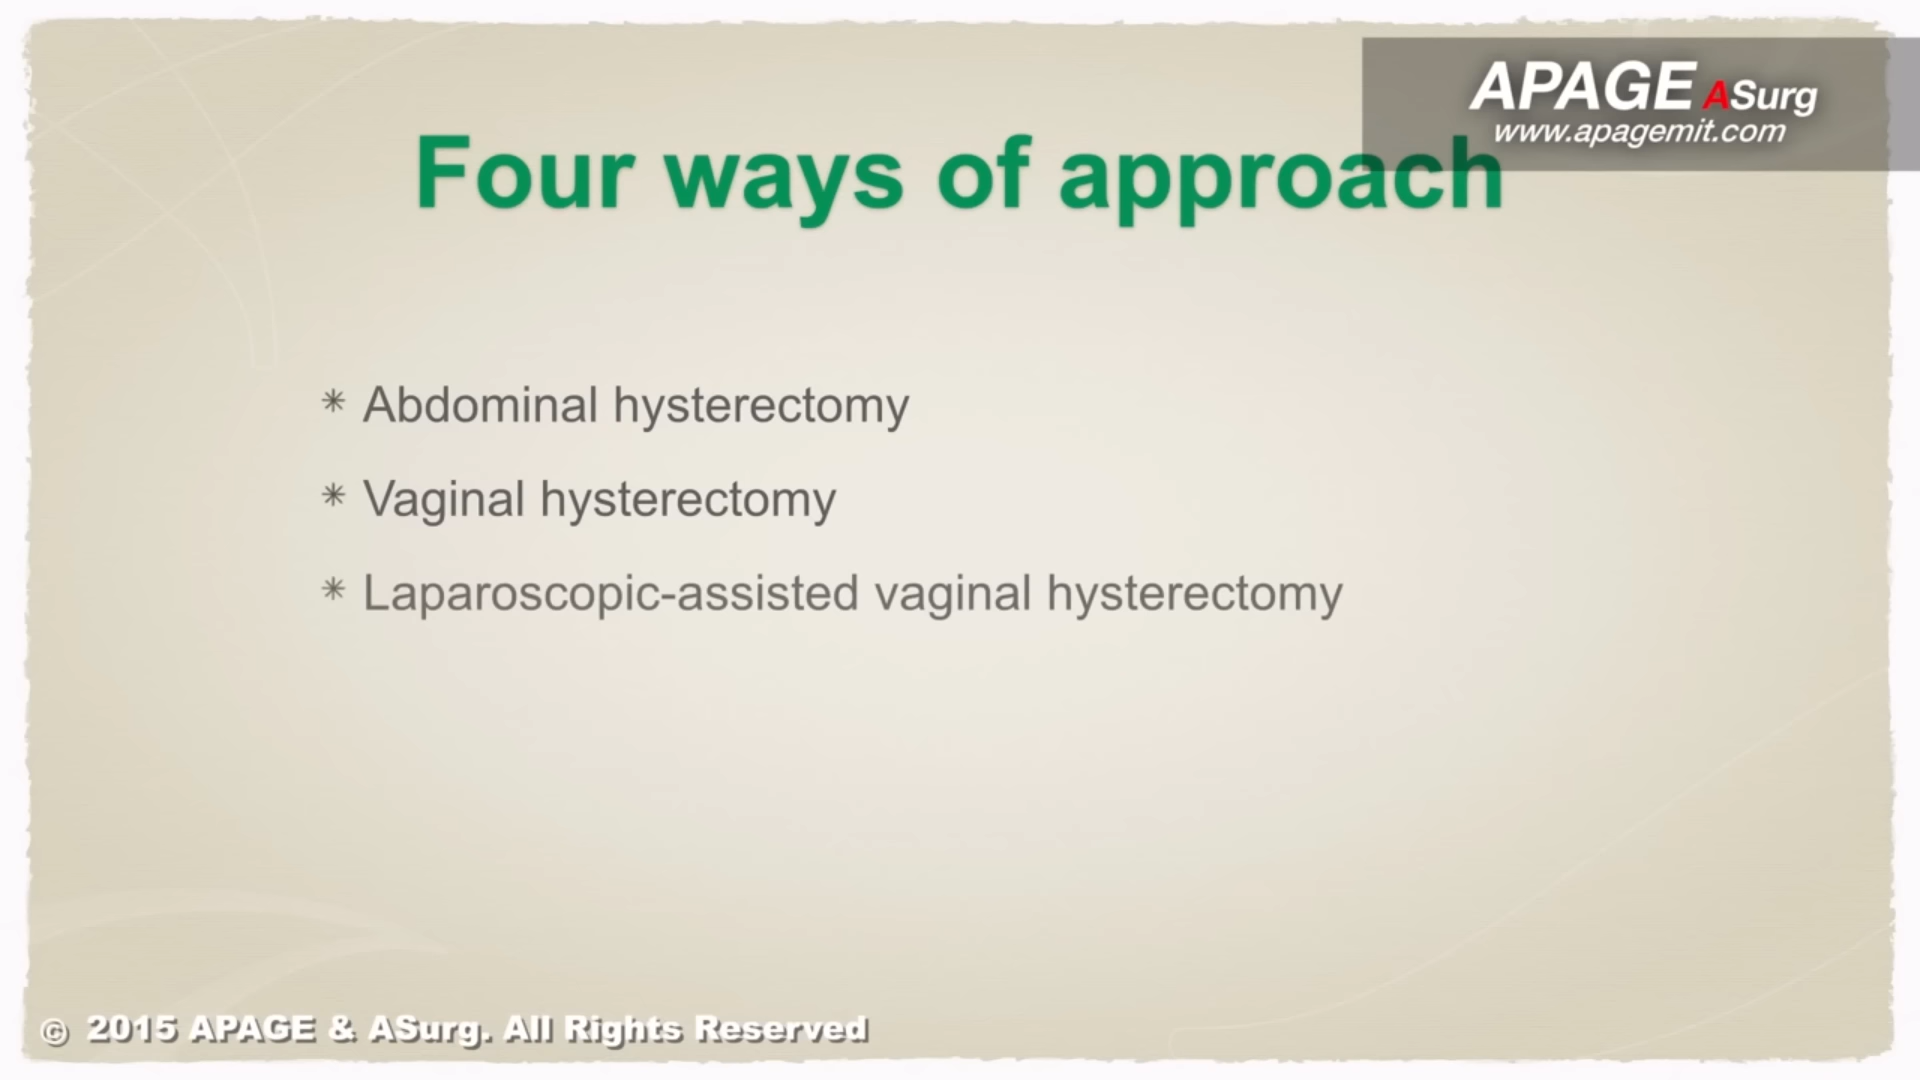 APAGE ASurg
www.apagemit.com
Four ways of approach
✳ Abdominal hysterectomy
✳ Vaginal hysterectomy
✳ Laparoscopic-assisted vaginal hysterectomy
© 2015 APAGE & ASurg. All Rights Reserved